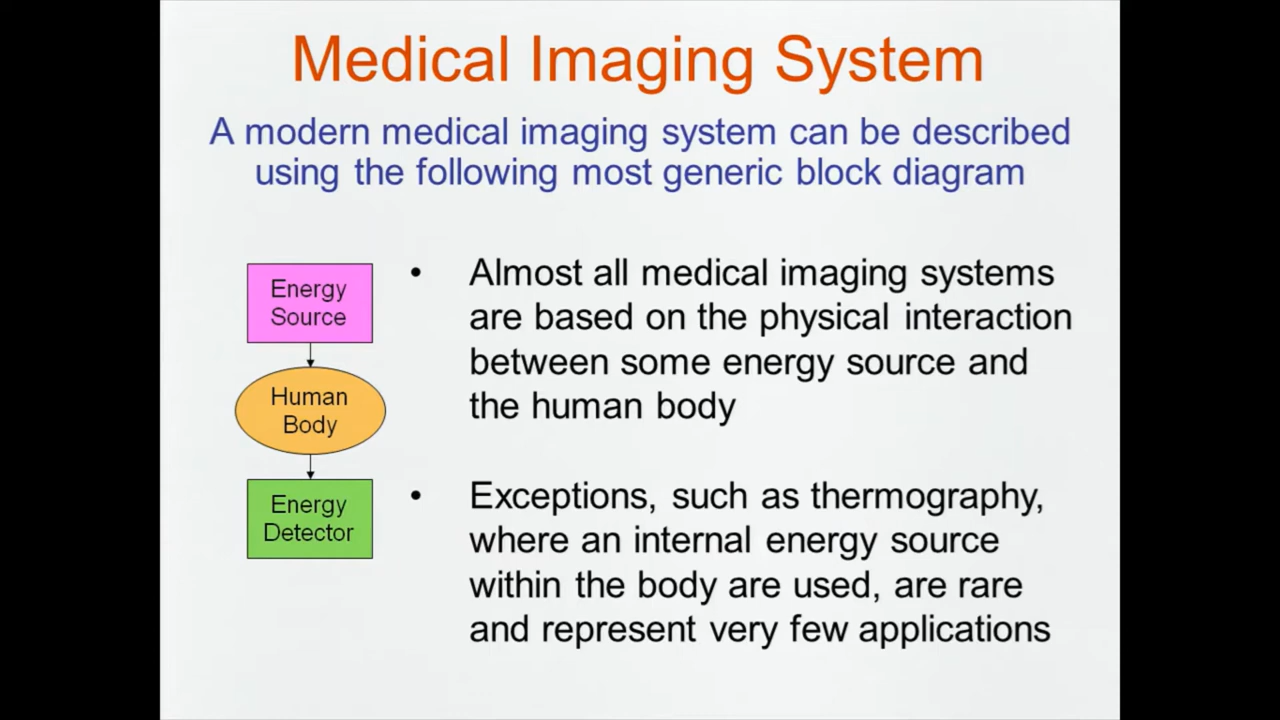 Medical Imaging System
A modern medical imaging system can be described
using the following most generic block diagram
Energy
Source
Human
Body
Energy
Detector
• Almost all medical imaging systems
are based on the physical interaction
between some energy source and
the human body
• Exceptions, such as thermography,
where an internal energy source
within the body are used, are rare
and represent very few applications